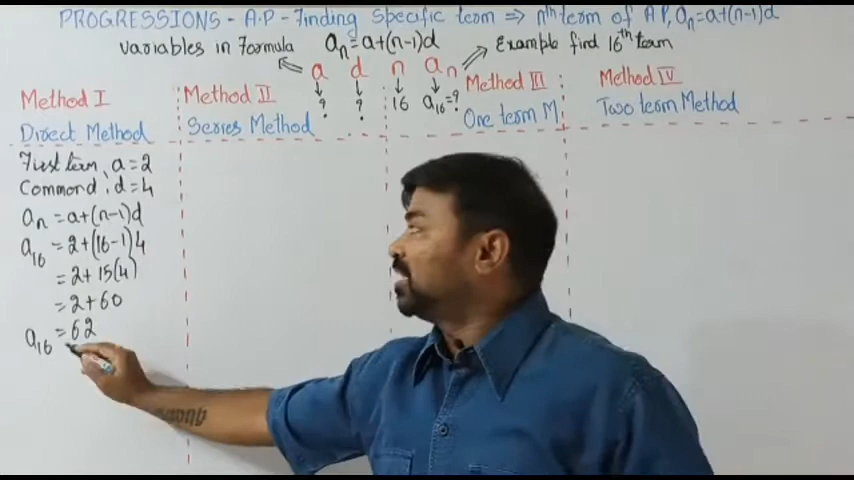 PROGRESSIONS - A.P - Finding Specific term ⇒ nth term of AP, an = a+(n-1)d
variables in Formula an = a+(n-1)d Example find 16th term
a d n an
? ? 16 a16=?
Method I
Direct Method
First term, a = 2
Common d, d = 4
an = a+(n-1)d
a16 = 2+(16-1)4
= 2+15(4)
= 2+60
a16 = 62
Method II
Series Method
Method III
One term M
Method IV
Two term Method